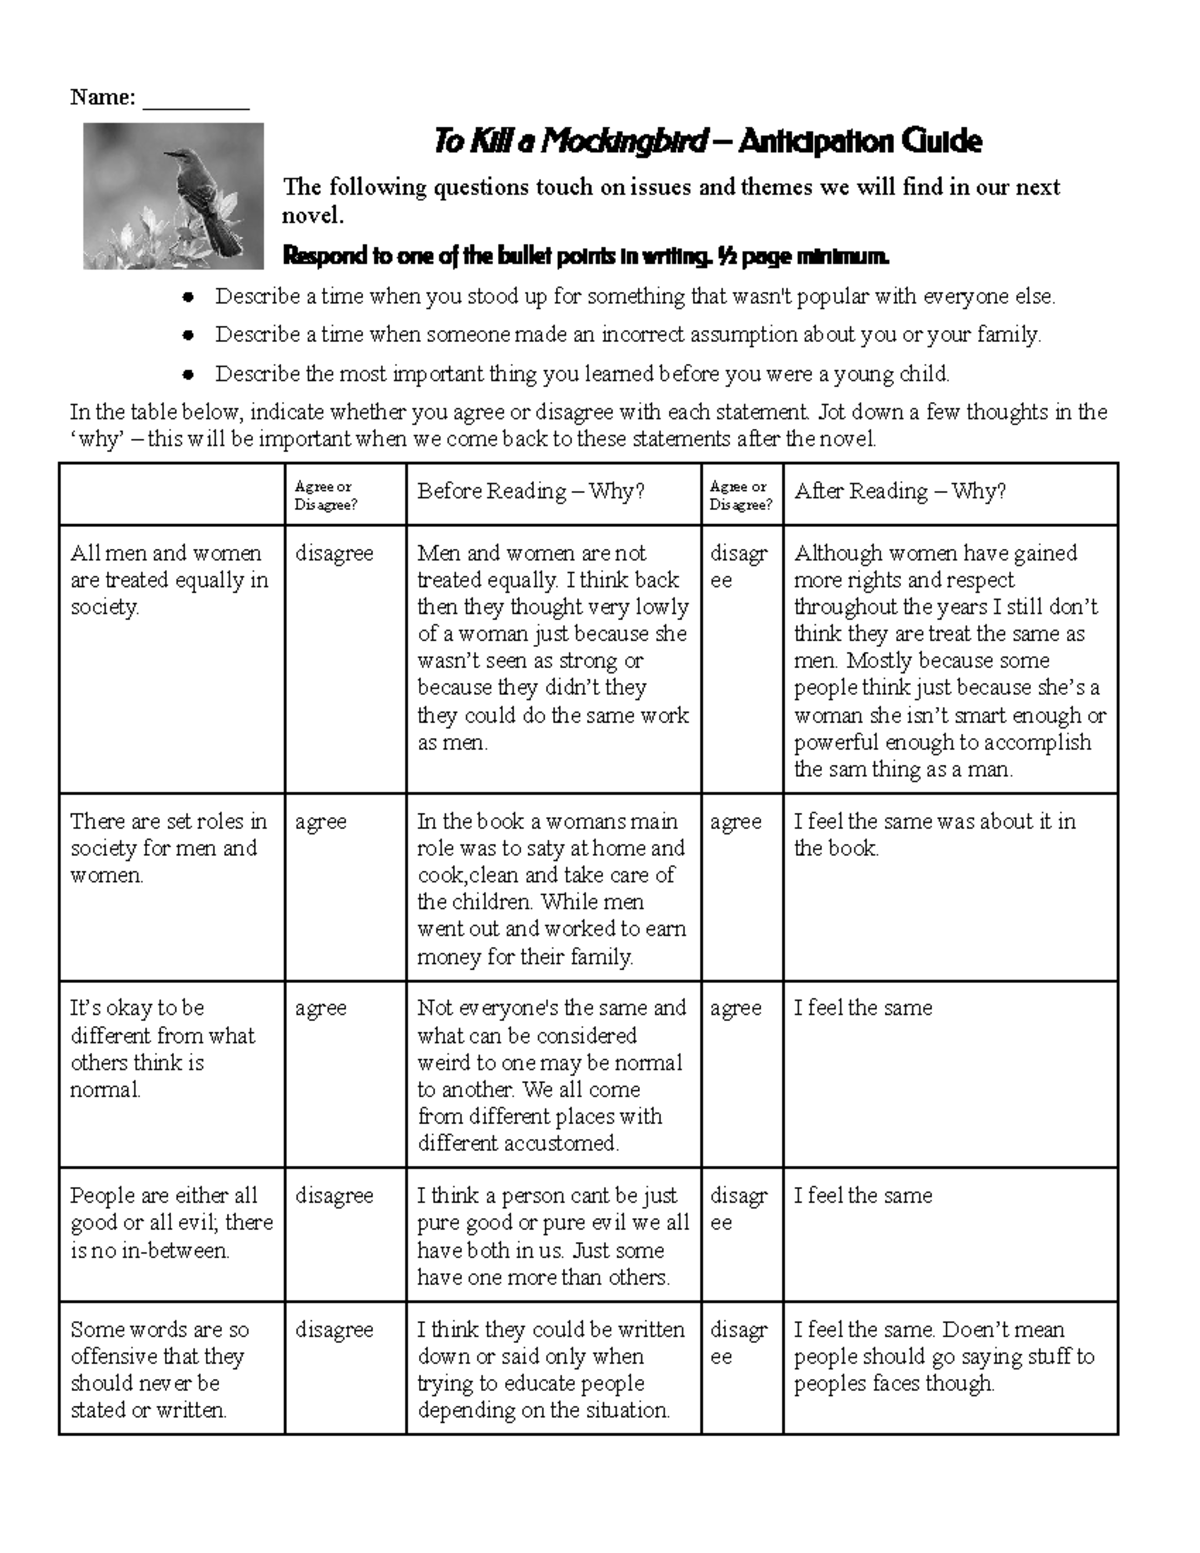 Name: _________
To Kill a Mockingbird – Anticipation Guide
The following questions touch on issues and themes we will find in our next
novel.
Respond to one of the bullet points in writing. ½ page minimum.
● Describe a time when you stood up for something that wasn't popular with everyone else.
● Describe a time when someone made an incorrect assumption about you or your family.
● Describe the most important thing you learned before you were a young child.
In the table below, indicate whether you agree or disagree with each statement. Jot down a few thoughts in the
‘why’ – this will be important when we come back to these statements after the novel.
Agree or
Disagree?
Before Reading – Why?
Agree or
Disagree?
After Reading – Why?
All men and women
are treated equally in
society.
disagree
Men and women are not
treated equally. I think back
then they thought very lowly
of a woman just because she
wasn’t seen as strong or
because they didn’t they
they could do the same work
as men.
disagr
ee
Although women have gained
more rights and respect
throughout the years I still don’t
think they are treat the same as
men. Mostly because some
people think just because she’s a
woman she isn’t smart enough or
powerful enough to accomplish
the sam thing as a man.
There are set roles in
society for men and
women.
agree
In the book a womans main
role was to saty at home and
cook,clean and take care of
the children. While men
went out and worked to earn
money for their family.
agree
I feel the same was about it in
the book.
It’s okay to be
different from what
others think is
normal.
agree
Not everyone's the same and
what can be considered
weird to one may be normal
to another. We all come
from different places with
different accustomed.
agree
I feel the same
People are either all
good or all evil; there
is no in-between.
disagree
I think a person cant be just
pure good or pure evil we all
have both in us. Just some
have one more than others.
disagr
ee
I feel the same
Some words are so
offensive that they
should never be
stated or written.
disagree
I think they could be written
down or said only when
trying to educate people
depending on the situation.
disagr
ee
I feel the same. Doen’t mean
people should go saying stuff to
peoples faces though.